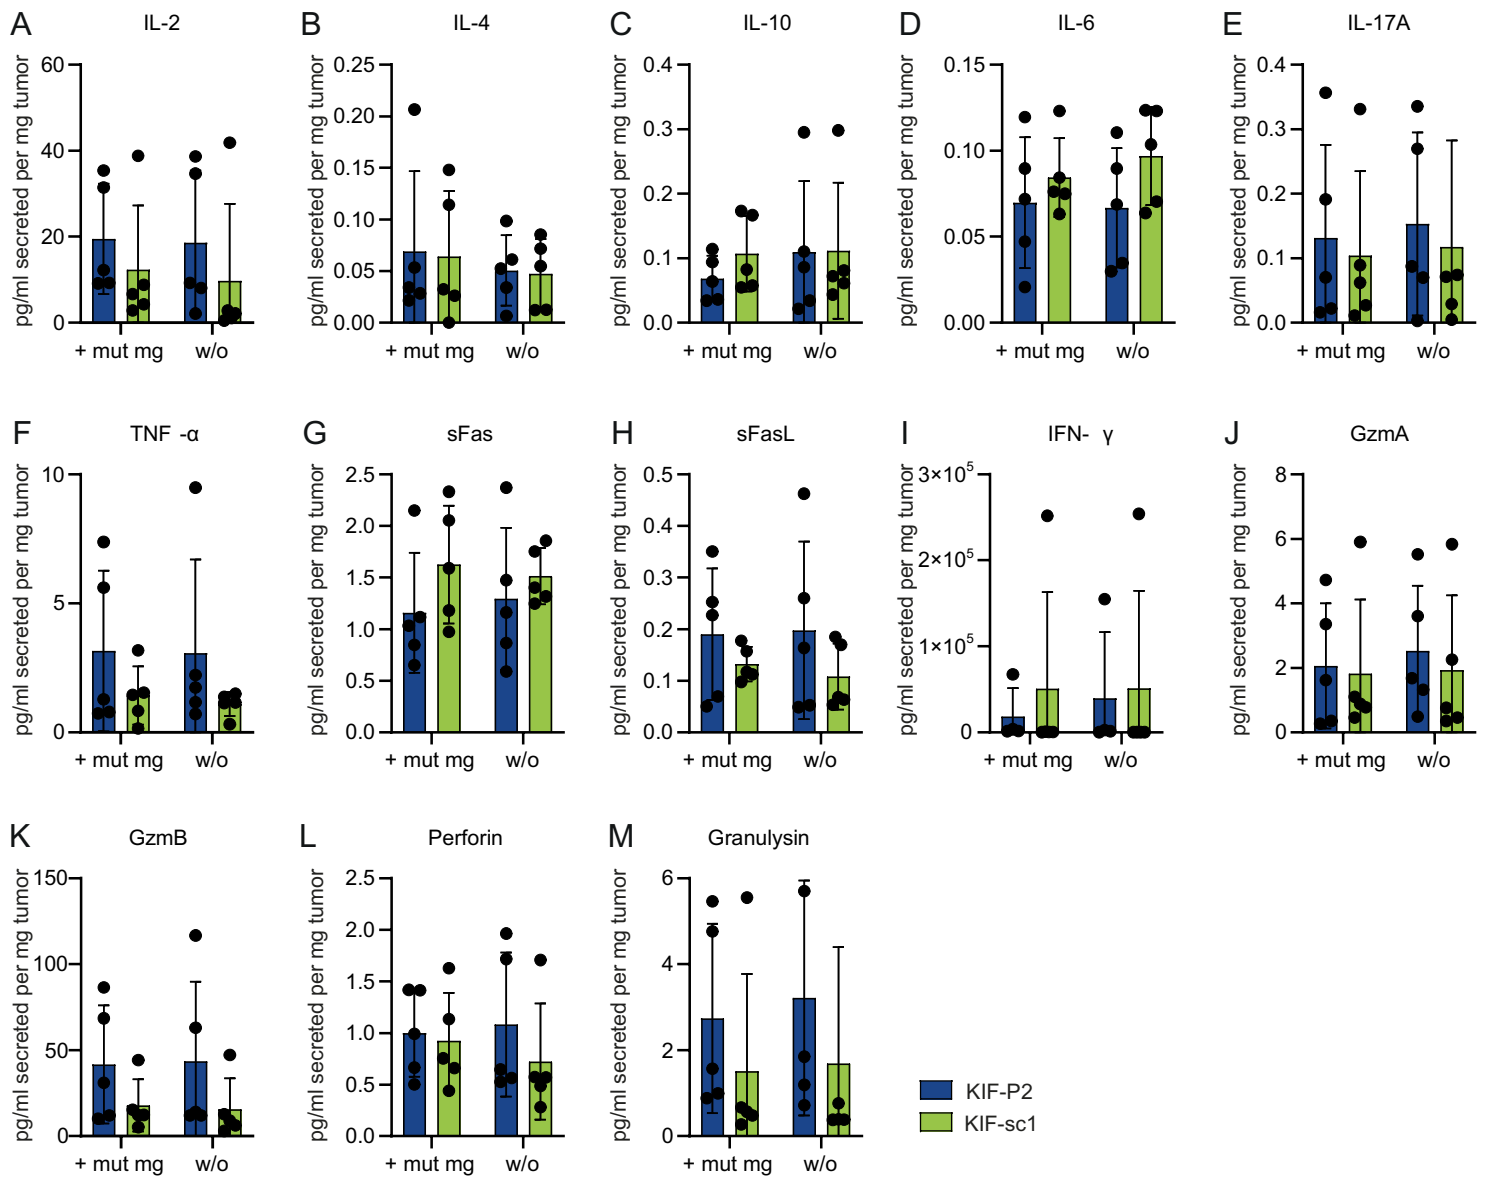 A IL-2
pg/ml secreted per mg tumor
60
40
20
0
+ mut mg w/o
B IL-4
pg/ml secreted per mg tumor
0.25
0.20
0.15
0.10
0.05
0.00
+ mut mg w/o
C IL-10
pg/ml secreted per mg tumor
0.4
0.3
0.2
0.1
0.0
+ mut mg w/o
D IL-6
pg/ml secreted per mg tumor
0.15
0.10
0.05
0.00
+ mut mg w/o
E IL-17A
pg/ml secreted per mg tumor
0.4
0.3
0.2
0.1
0.0
+ mut mg w/o
F TNF -α
pg/ml secreted per mg tumor
10
5
0
+ mut mg w/o
G sFas
pg/ml secreted per mg tumor
2.5
2.0
1.5
1.0
0.5
0.0
+ mut mg w/o
H sFasL
pg/ml secreted per mg tumor
0.5
0.4
0.3
0.2
0.1
0.0
+ mut mg w/o
I IFN- γ
pg/ml secreted per mg tumor
3×10⁵
2×10⁵
1×10⁵
0
+ mut mg w/o
J GzmA
pg/ml secreted per mg tumor
8
6
4
2
0
+ mut mg w/o
K GzmB
pg/ml secreted per mg tumor
150
100
50
0
+ mut mg w/o
L Perforin
pg/ml secreted per mg tumor
2.5
2.0
1.5
1.0
0.5
0.0
+ mut mg w/o
M Granulysin
pg/ml secreted per mg tumor
6
4
2
0
+ mut mg w/o
KIF-P2
KIF-sc1